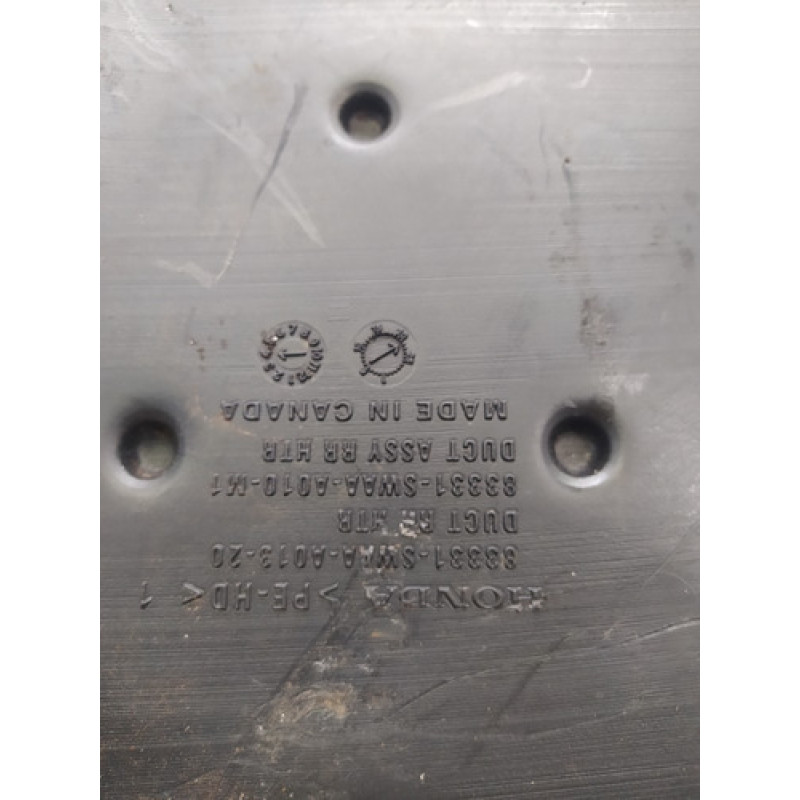 HONDA >PE-HD< 1
83331-SWAA-A013-20
DUCT RR HTR
83331-SWAA-A010-M1
DUCT ASSY RR HTR
MADE IN CANADA